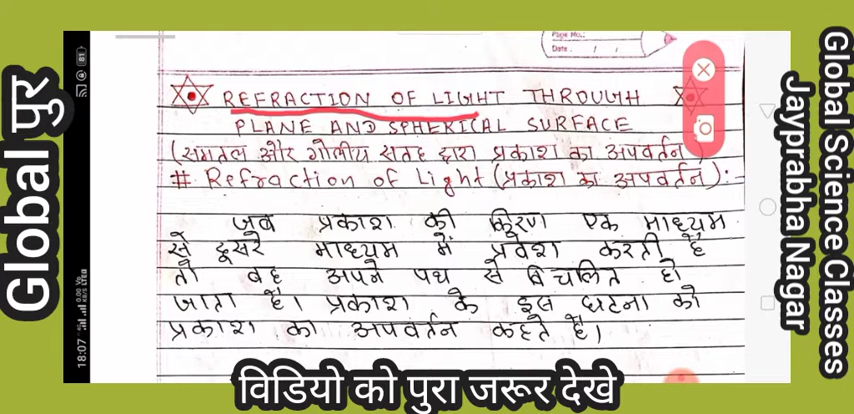 Global पुर
18:07
Page No.:
Date: / /
REFRACTION OF LIGHT THROUGH
PLANE AND SPHERICAL SURFACE
(समतल और गोलीय सतह द्वारा प्रकाश का अपवर्तन)
# Refraction of Light (प्रकाश का अपवर्तन):-
जब प्रकाश की किरण एक माध्यम
से दूसरे माध्यम में प्रवेश करती है
तो वह अपने पथ से विचलित हो
जाता है। प्रकाश के इस घटना को
प्रकाश का अपवर्तन कहते हैं।
Global Science Classes
Jayprabha Nagar
विडियो को पुरा जरूर देखे